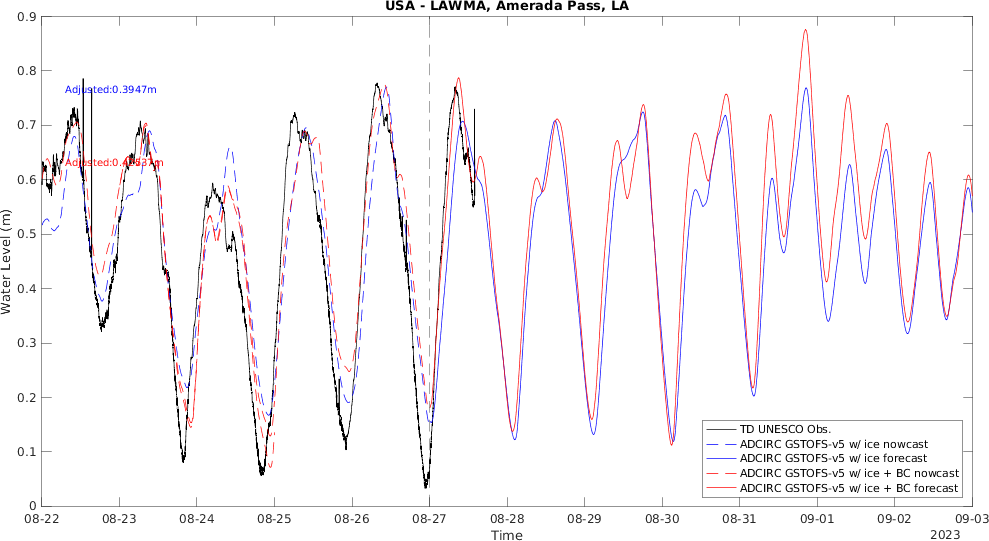 USA - LAWMA, Amerada Pass, LA
0.9
0.8
0.7
0.6
0.5
0.4
0.3
0.2
0.1
0
Water Level (m)
Adjusted:0.3947m
TD UNESCO Obs.
ADCIRC GSTOFS-v5 w/ ice nowcast
ADCIRC GSTOFS-v5 w/ ice forecast
ADCIRC GSTOFS-v5 w/ ice + BC nowcast
ADCIRC GSTOFS-v5 w/ ice + BC forecast
08-22 08-23 08-24 08-25 08-26 08-27 08-28 08-29 08-30 08-31 09-01 09-02 09-03
Time
2023